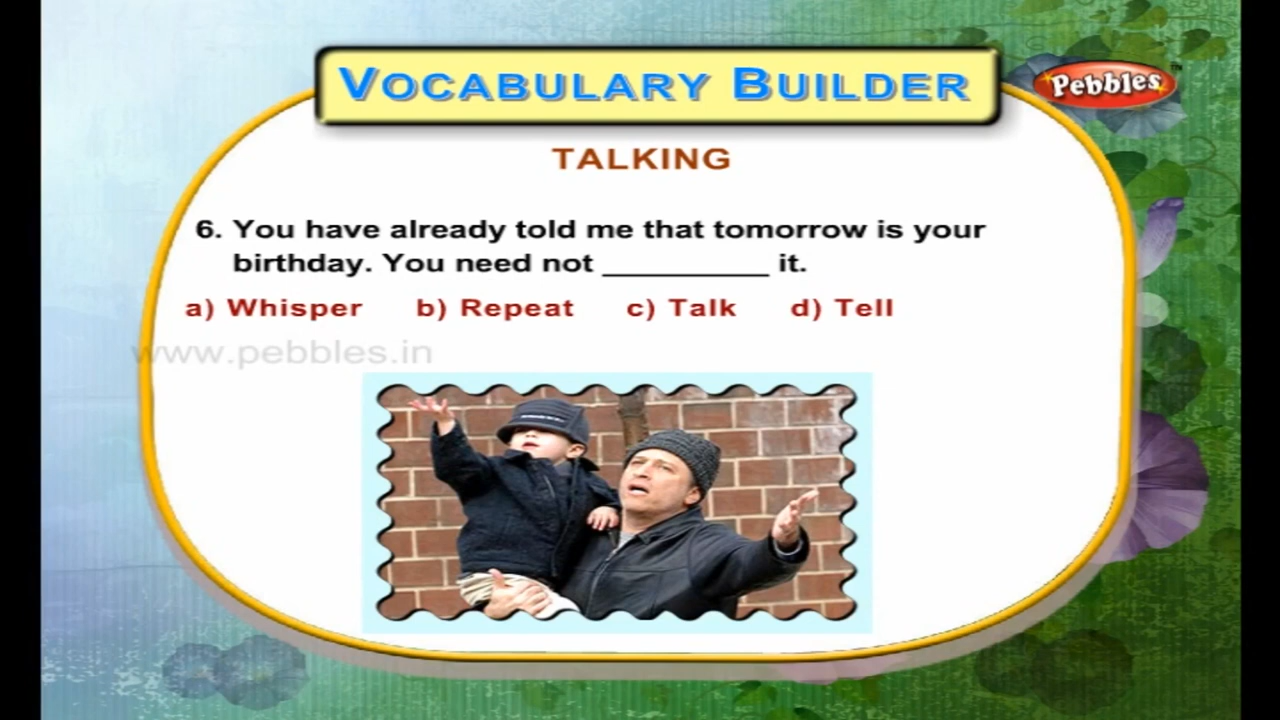 VOCABULARY BUILDER
Pebbles
TALKING
6. You have already told me that tomorrow is your
birthday. You need not _________ it.
a) Whisper b) Repeat c) Talk d) Tell
www.pebbles.in